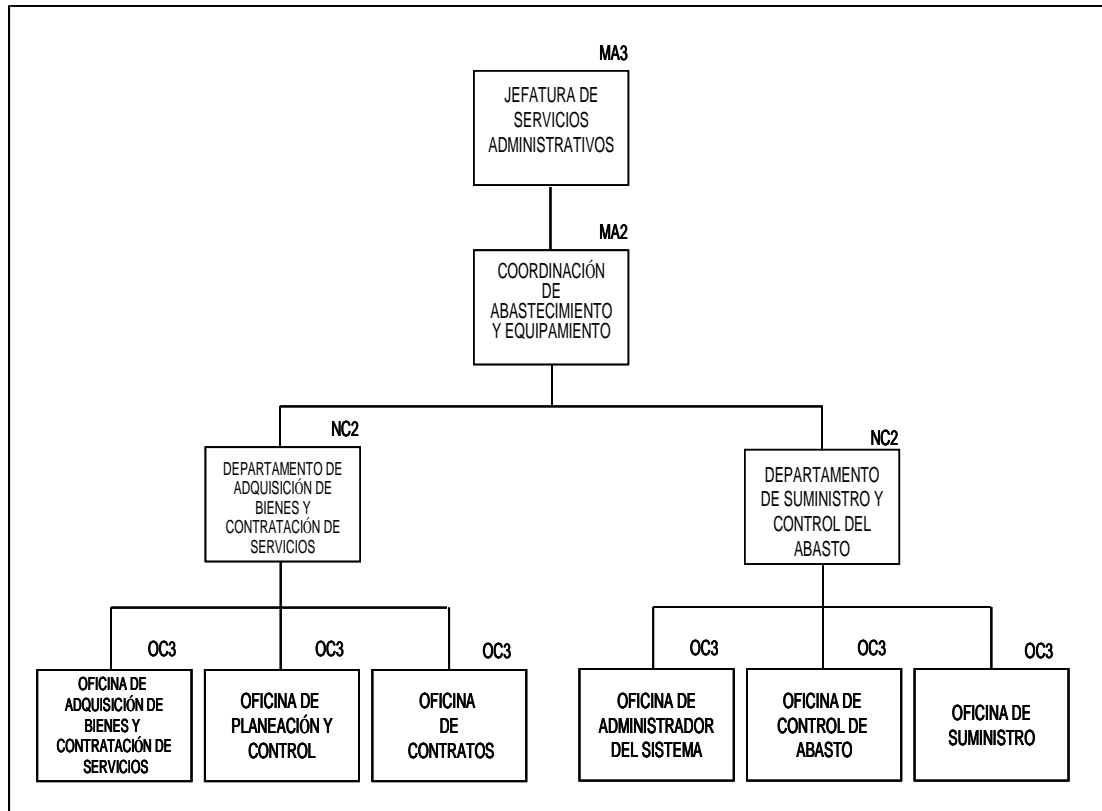 MA3
JEFATURA DE
SERVICIOS
ADMINISTRATIVOS
MA2
COORDINACIÓN
DE
ABASTECIMIENTO
Y EQUIPAMIENTO
NC2
DEPARTAMENTO DE
ADQUISICIÓN DE
BIENES Y
CONTRATACIÓN DE
SERVICIOS
NC2
DEPARTAMENTO
DE SUMINISTRO Y
CONTROL DEL
ABASTO
OC3
OFICINA DE
ADQUISICIÓN DE
BIENES Y
CONTRATACIÓN DE
SERVICIOS
OC3
OFICINA DE
PLANEACIÓN Y
CONTROL
OC3
OFICINA
DE
CONTRATOS
OC3
OFICINA DE
ADMINISTRADOR
DEL SISTEMA
OC3
OFICINA DE
CONTROL DE
ABASTO
OC3
OFICINA DE
SUMINISTRO